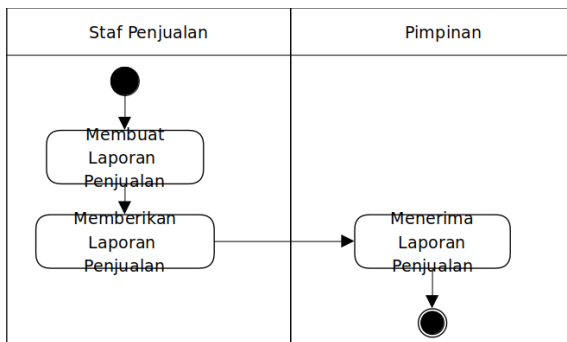 Staf Penjualan
Pimpinan
Membuat
Laporan
Penjualan
Memberikan
Laporan
Penjualan
Menerima
Laporan
Penjualan